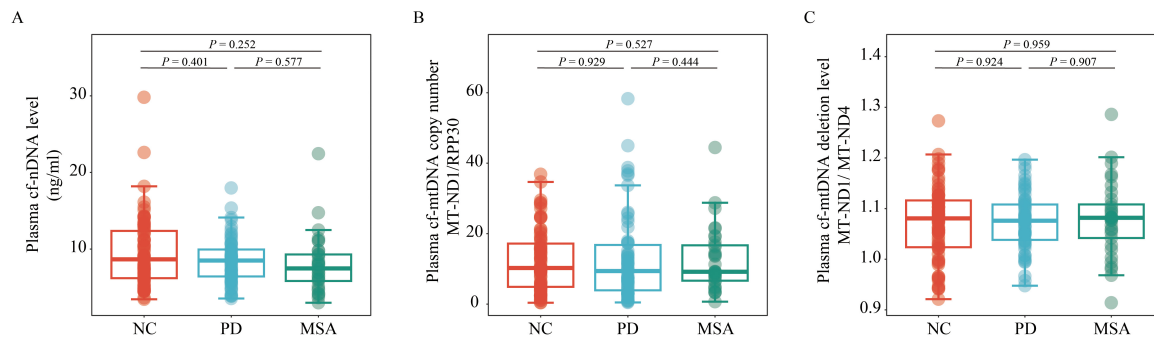 A
Plasma cf-nDNA level
(ng/ml)
30
20
10
P = 0.252
P = 0.401
P = 0.577
NC
PD
MSA
B
Plasma cf-mtDNA copy number
MT-ND1/RPP30
60
40
20
0
P = 0.527
P = 0.929
P = 0.444
NC
PD
MSA
C
Plasma cf-mtDNA deletion level
MT-ND1/ MT-ND4
1.4
1.3
1.2
1.1
1.0
0.9
P = 0.959
P = 0.924
P = 0.907
NC
PD
MSA